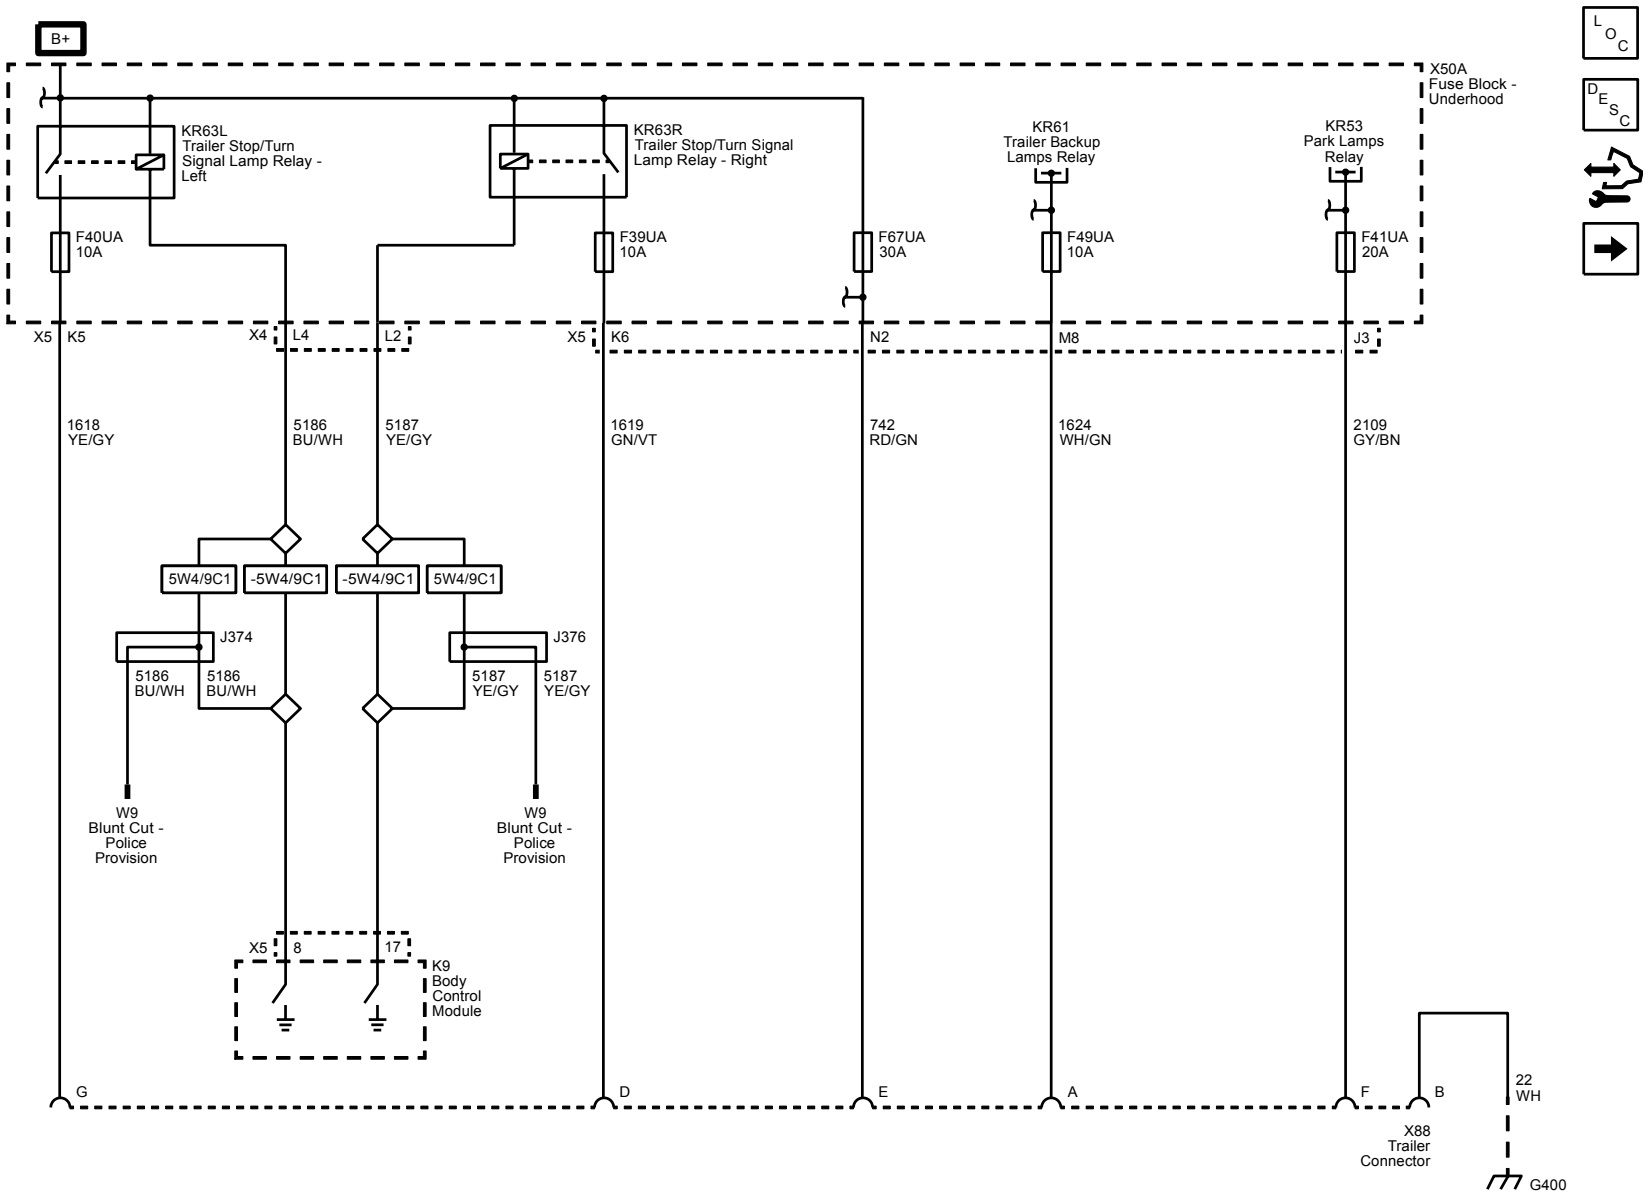 B+
L
O
C
D
E
S
C
X50A
Fuse Block -
Underhood
KR63L
Trailer Stop/Turn
Signal Lamp Relay -
Left
KR63R
Trailer Stop/Turn Signal
Lamp Relay - Right
KR61
Trailer Backup
Lamps Relay
KR53
Park Lamps
Relay
F40UA
10A
F39UA
10A
F67UA
30A
F49UA
10A
F41UA
20A
X5 K5
X4 L4 L2
X5 K6
N2
M8
J3
1618
YE/GY
5186
BU/WH
5187
YE/GY
1619
GN/VT
742
RD/GN
1624
WH/GN
2109
GY/BN
5W4/9C1
-5W4/9C1
-5W4/9C1
5W4/9C1
J374
J376
5186
BU/WH
5186
BU/WH
5187
YE/GY
5187
YE/GY
W9
Blunt Cut -
Police
Provision
W9
Blunt Cut -
Police
Provision
X5 8 17
K9
Body
Control
Module
G
D
E
A
F
B
22
WH
X88
Trailer
Connector
G400